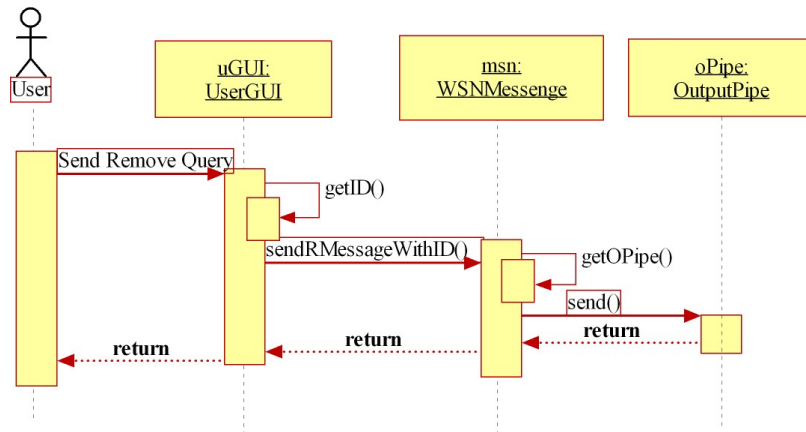 User
uGUI:
UserGUI
msn:
WSNMessenge
oPipe:
OutputPipe
Send Remove Query
getID()
sendRMessageWithID()
getOPipe()
send()
return
return
return